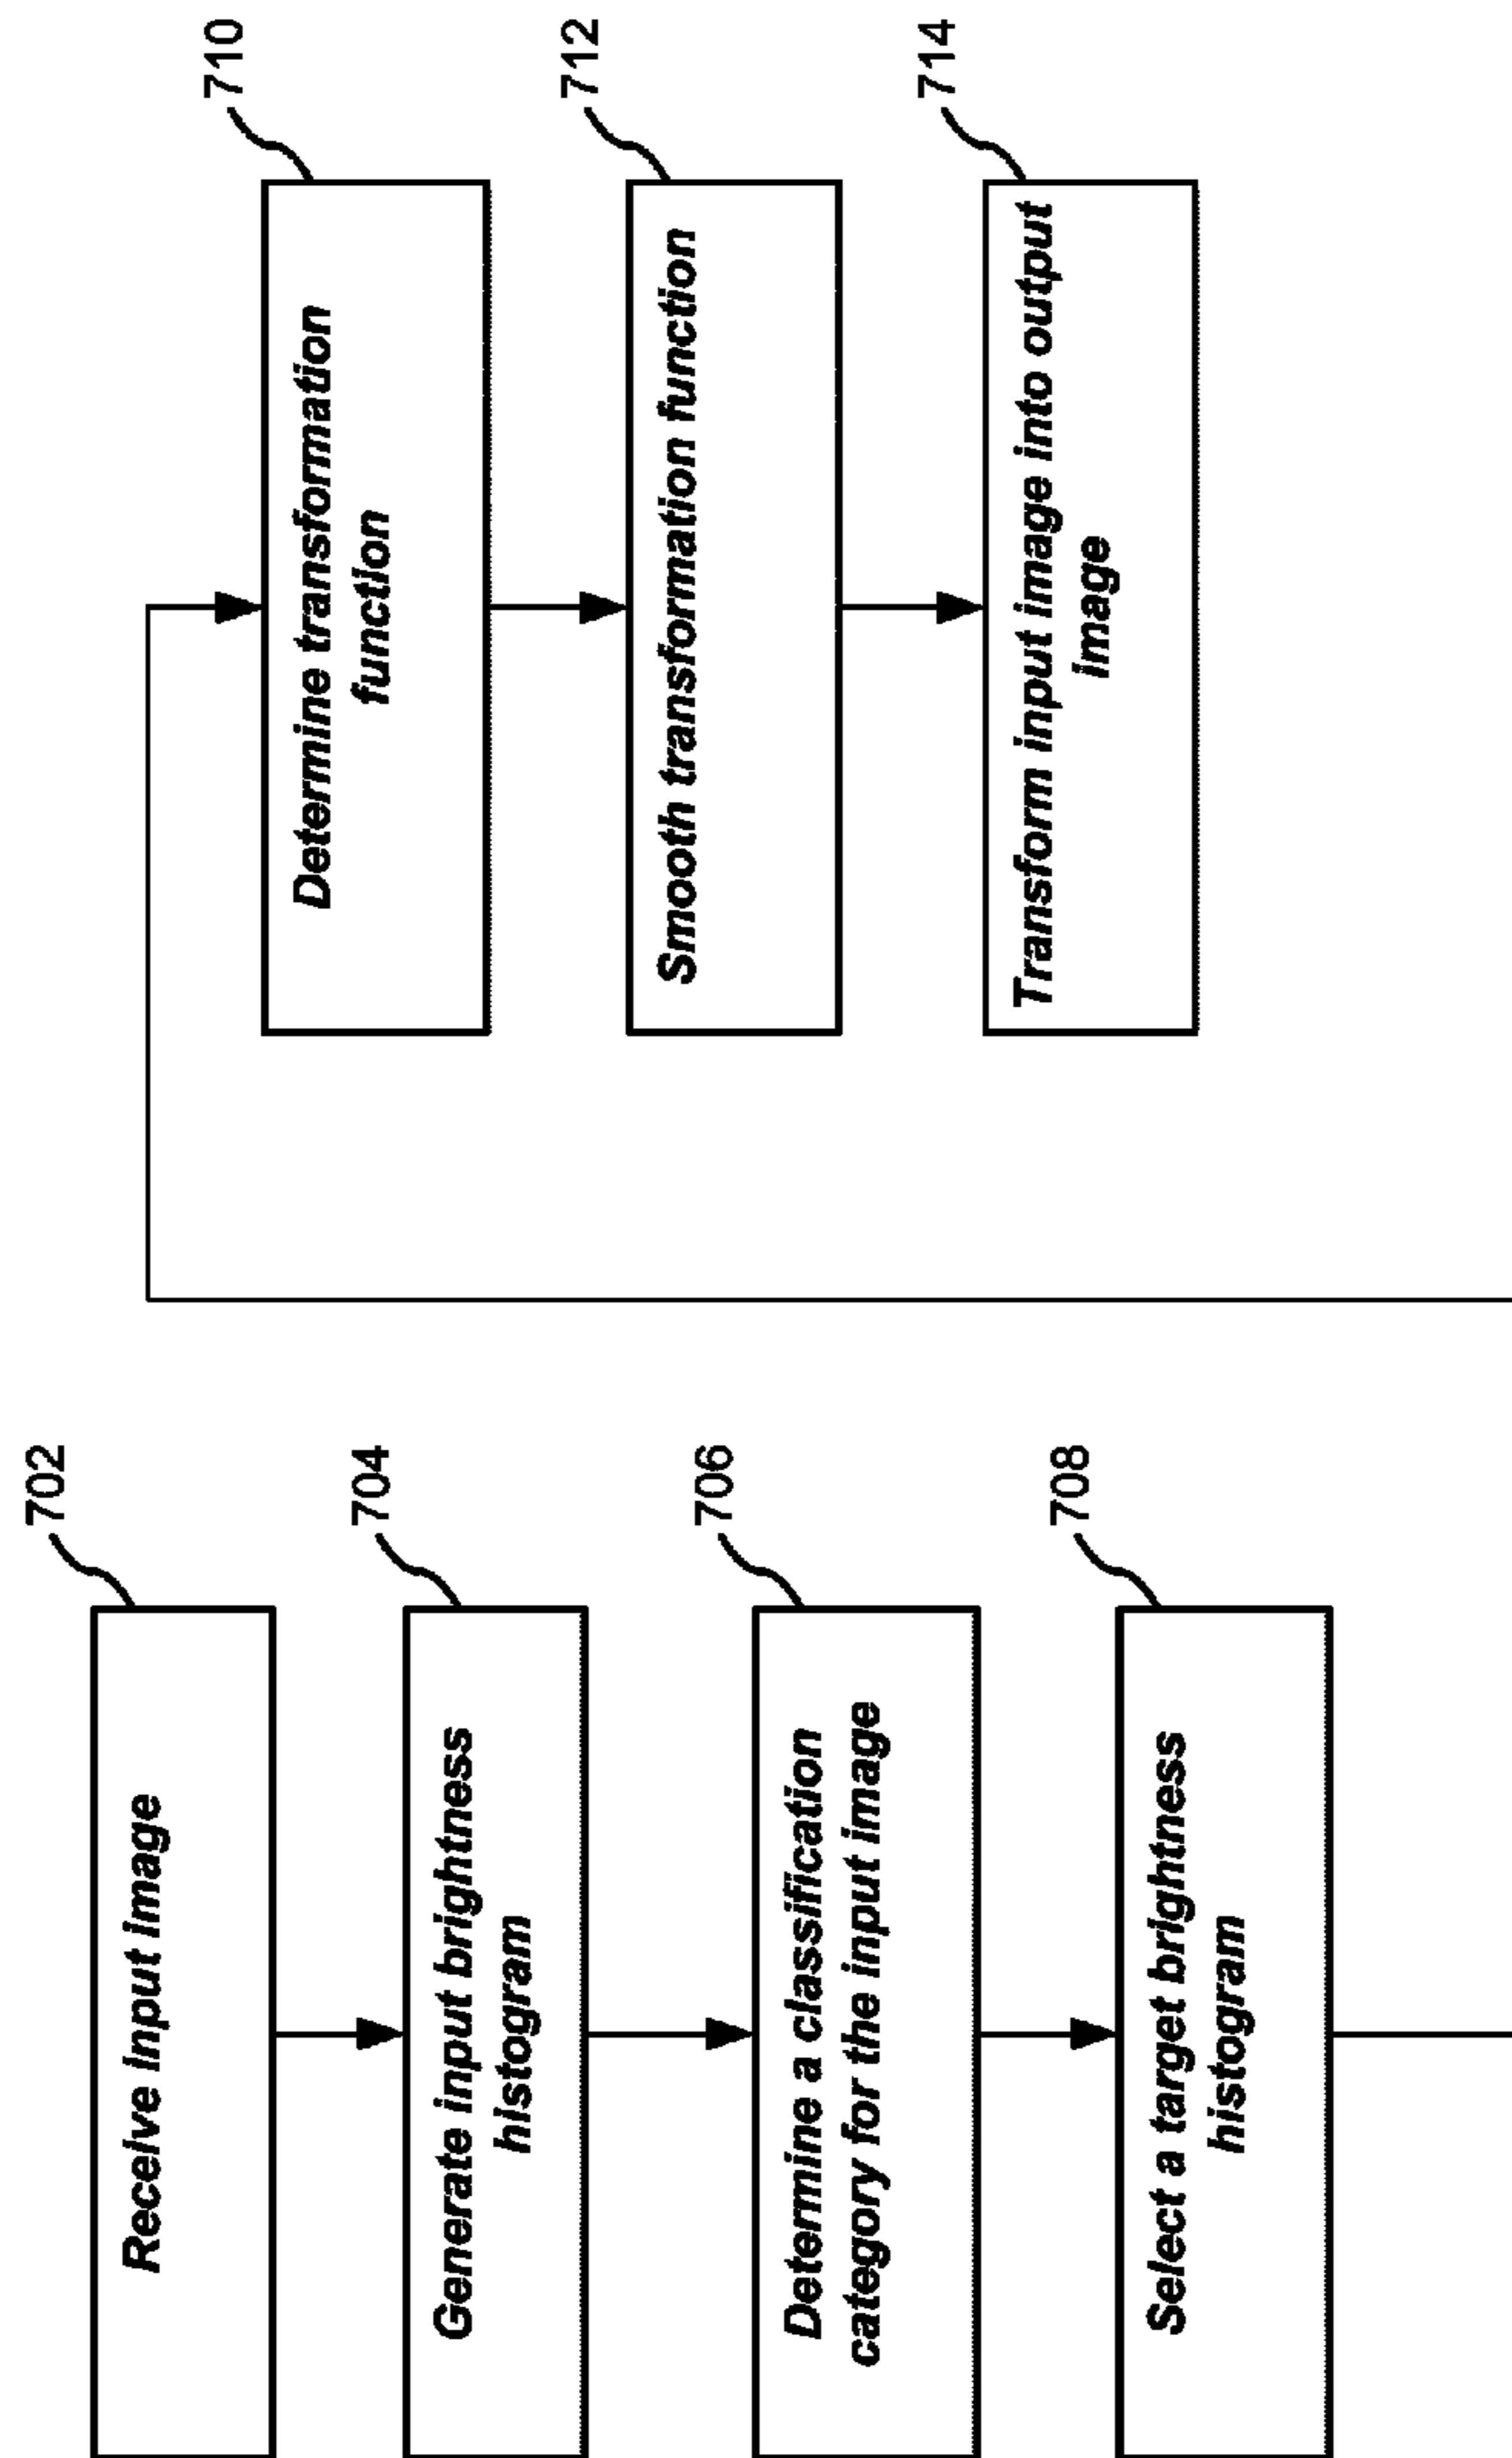 702
Receive Input image
704
Generate input brightness
histogram
706
Determine a classification
category for the input image
708
Select a target brightness
histogram
710
Determine transformation
function
712
Smooth transformation function
714
Transform input image into output
image